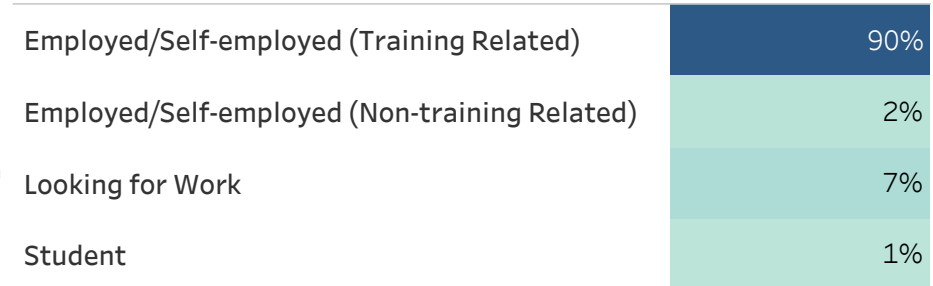 Employed/Self-employed (Training Related) 90%
Employed/Self-employed (Non-training Related) 2%
Looking for Work 7%
Student 1%